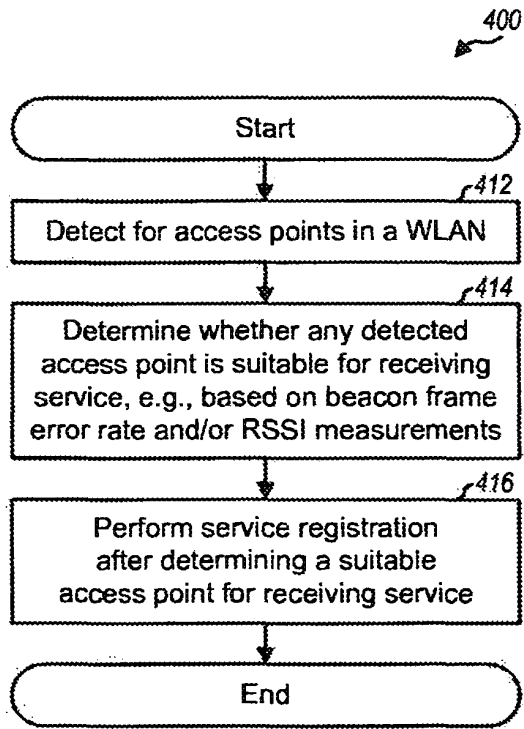 400
Start
412
Detect for access points in a WLAN
414
Determine whether any detected
access point is suitable for receiving
service, e.g., based on beacon frame
error rate and/or RSSI measurements
416
Perform service registration
after determining a suitable
access point for receiving service
End